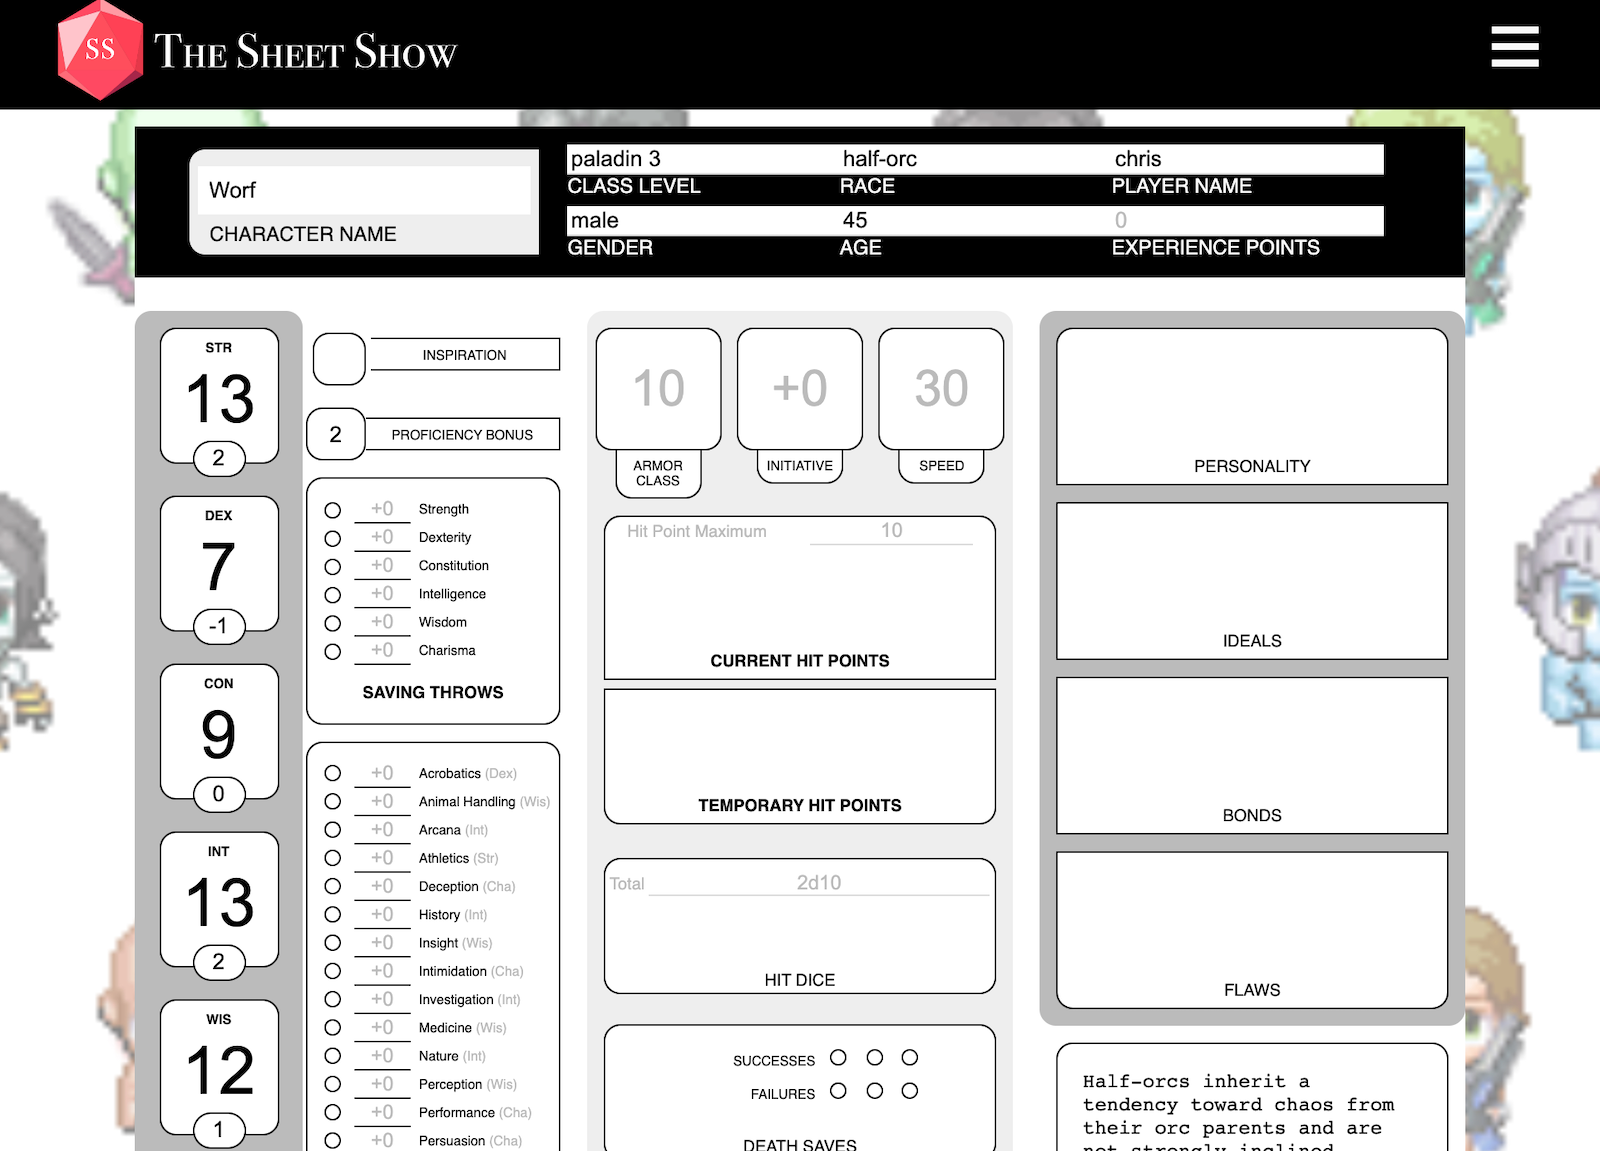 SS
The Sheet Show
Worf
CHARACTER NAME
paladin 3 half-orc chris
CLASS LEVEL RACE PLAYER NAME
male 45 0
GENDER AGE EXPERIENCE POINTS
STR
13
2
DEX
7
-1
CON
9
0
INT
13
2
WIS
12
1
INSPIRATION
2 PROFICIENCY BONUS
+0 Strength
+0 Dexterity
+0 Constitution
+0 Intelligence
+0 Wisdom
+0 Charisma
SAVING THROWS
+0 Acrobatics (Dex)
+0 Animal Handling (Wis)
+0 Arcana (Int)
+0 Athletics (Str)
+0 Deception (Cha)
+0 History (Int)
+0 Insight (Wis)
+0 Intimidation (Cha)
+0 Investigation (Int)
+0 Medicine (Wis)
+0 Nature (Int)
+0 Perception (Wis)
+0 Performance (Cha)
+0 Persuasion (Cha)
10 +0 30
ARMOR
CLASS
INITIATIVE
SPEED
Hit Point Maximum 10
CURRENT HIT POINTS
TEMPORARY HIT POINTS
Total 2d10
HIT DICE
SUCCESSES
FAILURES
DEATH SAVES
PERSONALITY
IDEALS
BONDS
FLAWS
Half-orcs inherit a
tendency toward chaos from
their orc parents and are
not strongly inclined